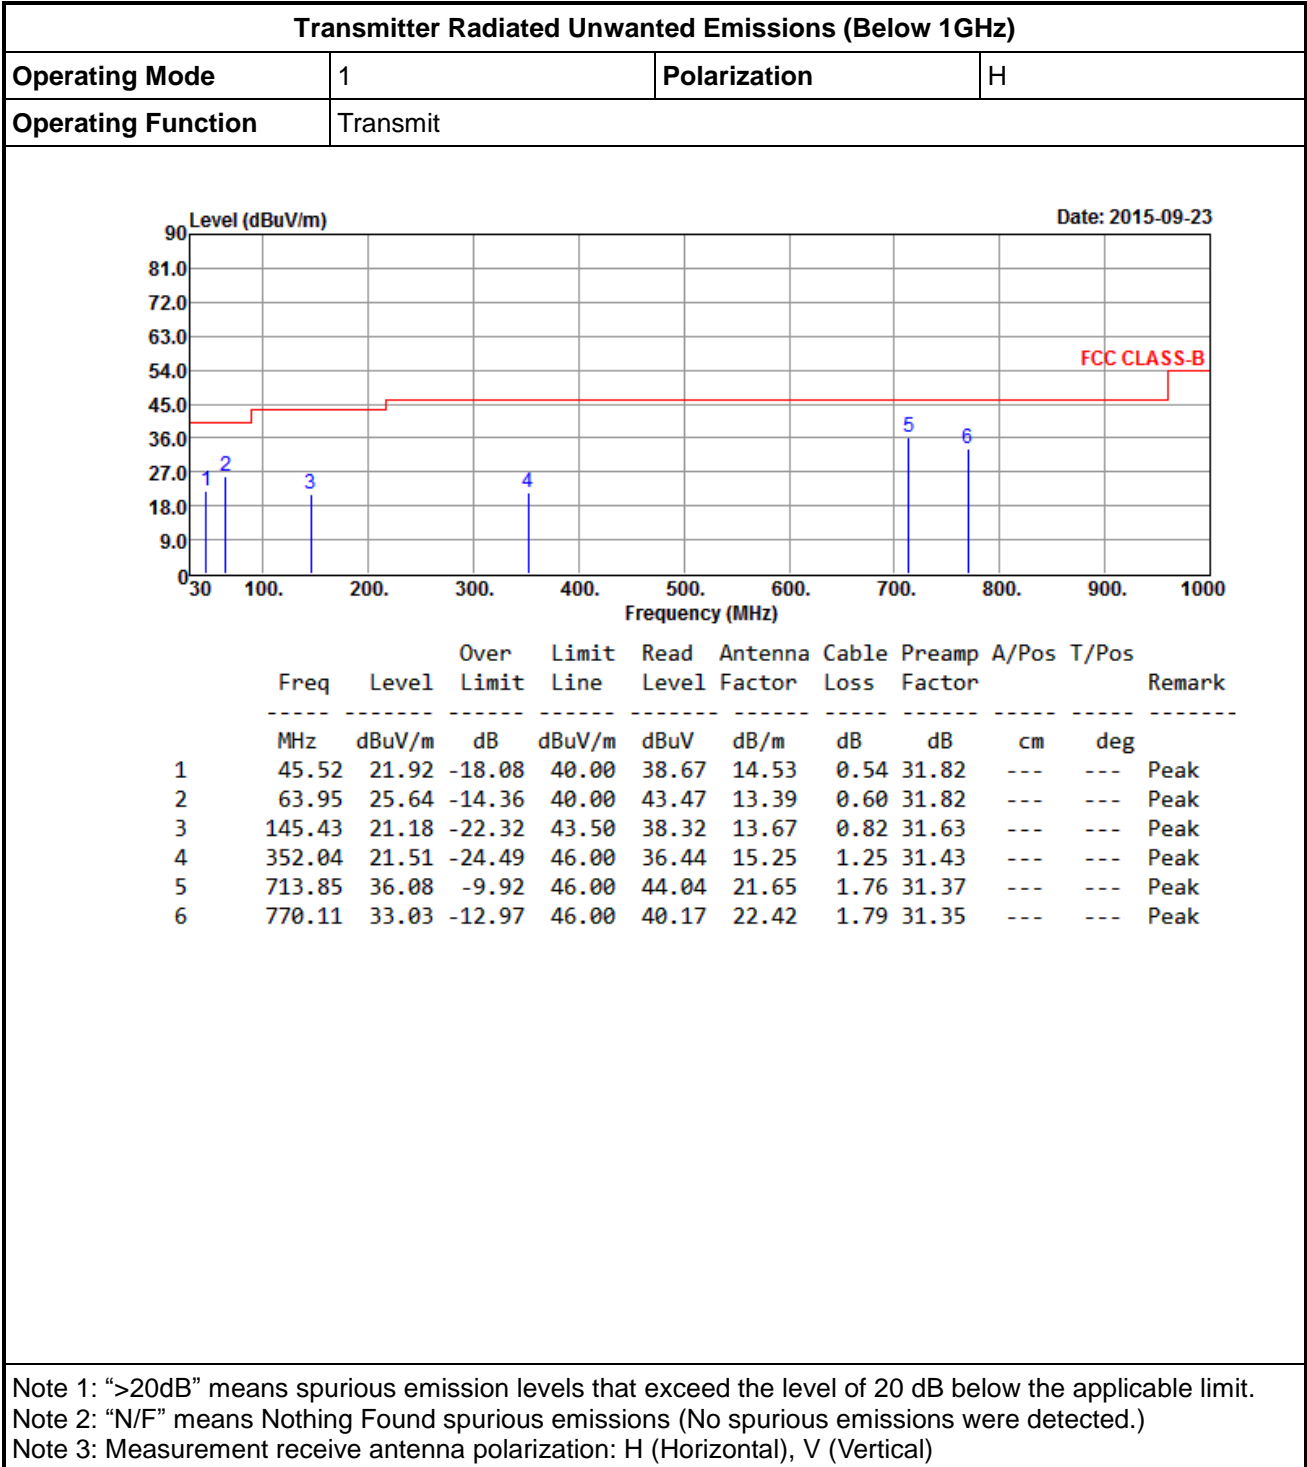 Transmitter Radiated Unwanted Emissions (Below 1GHz)
Operating Mode 1 Polarization H
Operating Function Transmit
Level (dBuV/m) Date: 2015-09-23
90
81.0
72.0
63.0
FCC CLASS-B
54.0
45.0
36.0
27.0
18.0
9.0
0
1 2 3 4 5 6
30 100. 200. 300. 400. 500. 600. 700. 800. 900. 1000
Frequency (MHz)
Over Limit Read Antenna Cable Preamp A/Pos T/Pos
Freq Level Limit Line Level Factor Loss Factor Remark
----- ------- ------ ------ ------- ------ ----- ------ ----- ----- -------
MHz dBuV/m dB dBuV/m dBuV dB/m dB dB cm deg
1 45.52 21.92 -18.08 40.00 38.67 14.53 0.54 31.82 --- --- Peak
2 63.95 25.64 -14.36 40.00 43.47 13.39 0.60 31.82 --- --- Peak
3 145.43 21.18 -22.32 43.50 38.32 13.67 0.82 31.63 --- --- Peak
4 352.04 21.51 -24.49 46.00 36.44 15.25 1.25 31.43 --- --- Peak
5 713.85 36.08 -9.92 46.00 44.04 21.65 1.76 31.37 --- --- Peak
6 770.11 33.03 -12.97 46.00 40.17 22.42 1.79 31.35 --- --- Peak
Note 1: “>20dB” means spurious emission levels that exceed the level of 20 dB below the applicable limit.
Note 2: “N/F” means Nothing Found spurious emissions (No spurious emissions were detected.)
Note 3: Measurement receive antenna polarization: H (Horizontal), V (Vertical)